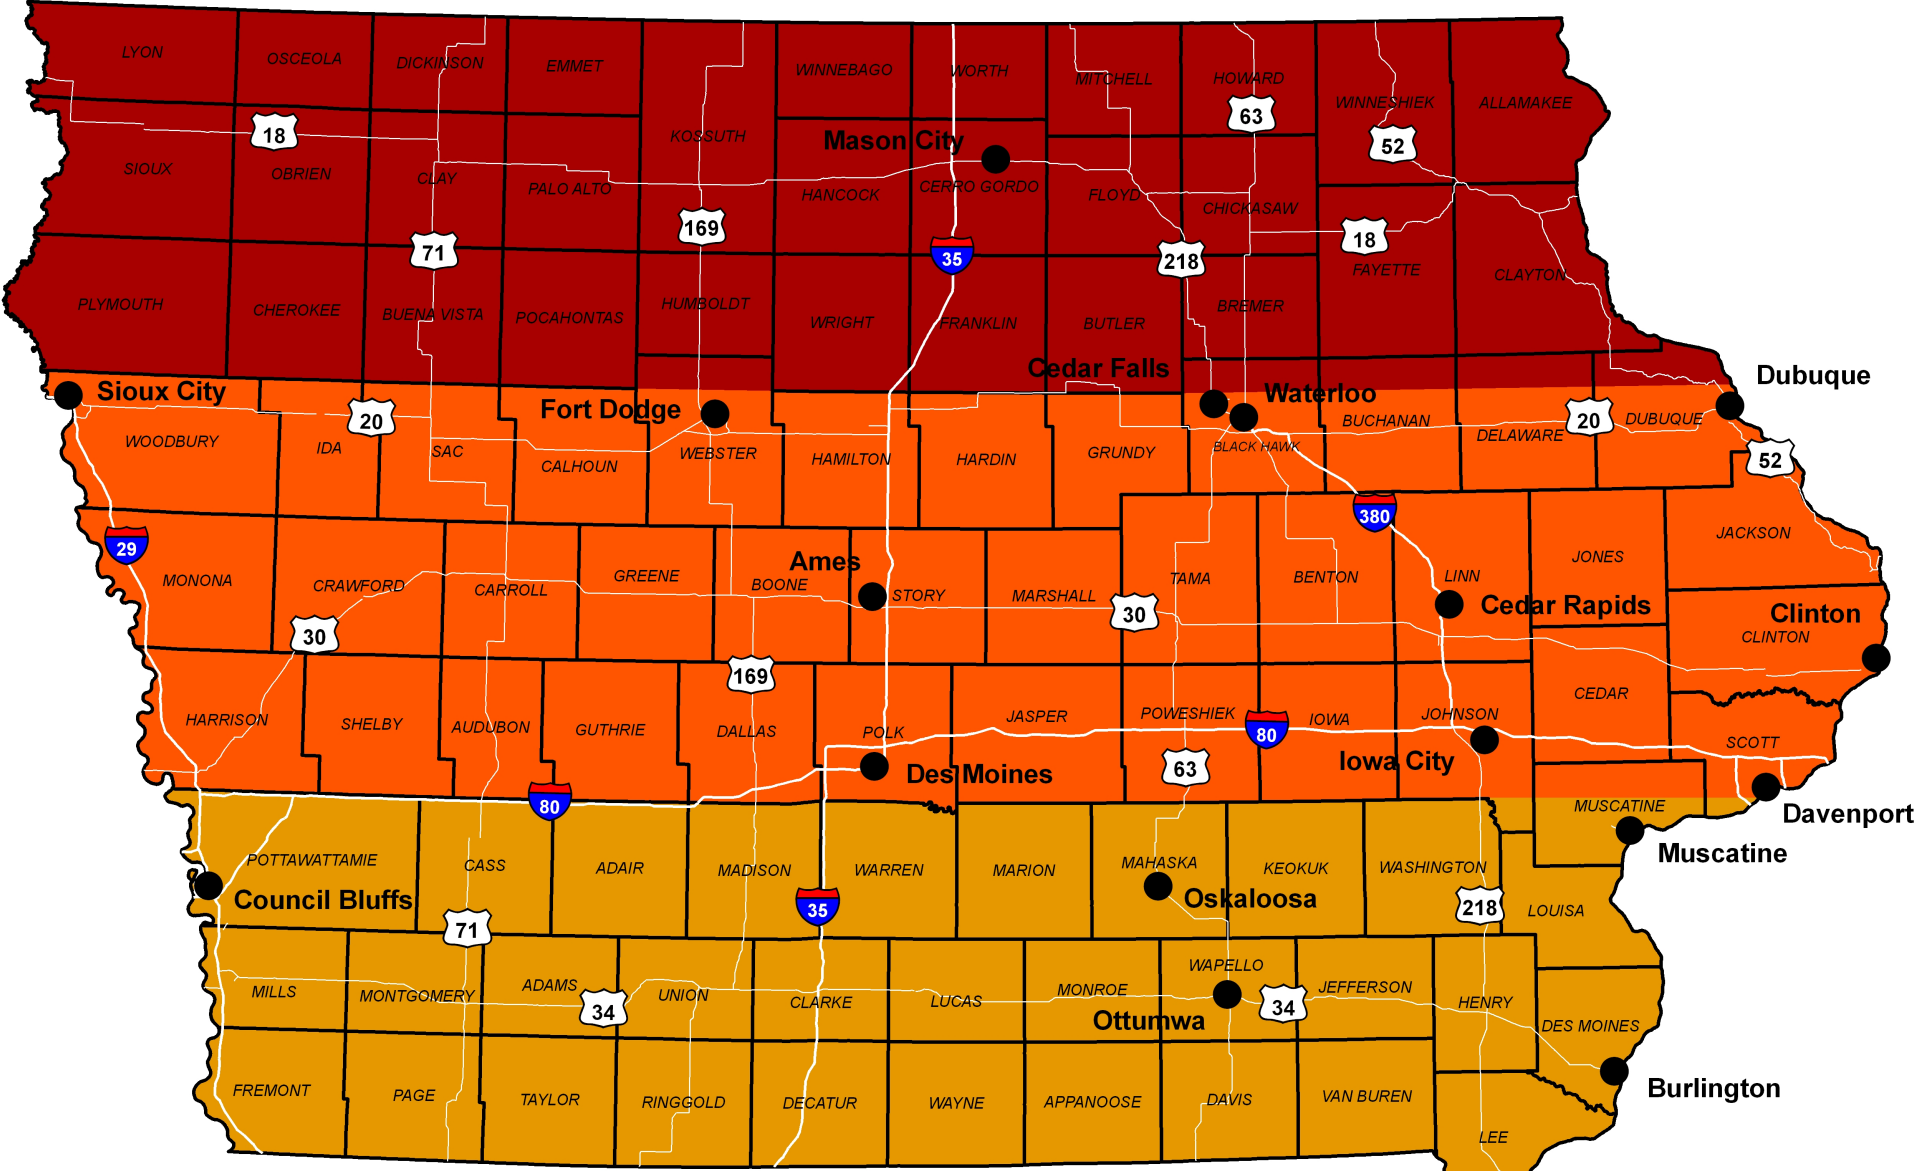 LYON
OSCEOLA
DICKINSON
EMMET
WINNEBAGO
WORTH
MITCHELL
HOWARD
WINNESHIEK
ALLAMAKEE
63
18
KOSSUTH
Mason City
52
SIOUX
OBRIEN
CLAY
PALO ALTO
HANCOCK
CERRO GORDO
FLOYD
CHICKASAW
169
18
71
35
218
FAYETTE
CLAYTON
PLYMOUTH
CHEROKEE
BUENA VISTA
POCAHONTAS
HUMBOLDT
WRIGHT
FRANKLIN
BUTLER
BREMER
Cedar Falls
Dubuque
Sioux City
Fort Dodge
Waterloo
20
20
WOODBURY
IDA
SAC
CALHOUN
WEBSTER
HAMILTON
HARDIN
GRUNDY
BLACK HAWK
BUCHANAN
DELAWARE
DUBUQUE
52
380
29
JACKSON
MONONA
CRAWFORD
CARROLL
GREENE
BOONE
Ames
STORY
MARSHALL
TAMA
BENTON
LINN
JONES
Cedar Rapids
Clinton
30
30
CLINTON
169
HARRISON
SHELBY
AUDUBON
GUTHRIE
DALLAS
POLK
JASPER
POWESHIEK
80
IOWA
JOHNSON
CEDAR
SCOTT
63
Iowa City
Des Moines
80
MUSCATINE
Davenport
Muscatine
POTTAWATTAMIE
CASS
ADAIR
MADISON
WARREN
MARION
MAHASKA
KEOKUK
WASHINGTON
Council Bluffs
Oskaloosa
35
218
LOUISA
71
MILLS
MONTGOMERY
ADAMS
34
UNION
CLARKE
LUCAS
MONROE
WAPELLO
34
JEFFERSON
HENRY
Ottumwa
DES MOINES
FREMONT
PAGE
TAYLOR
RINGGOLD
DECATUR
WAYNE
APPANOOSE
DAVIS
VAN BUREN
Burlington
LEE